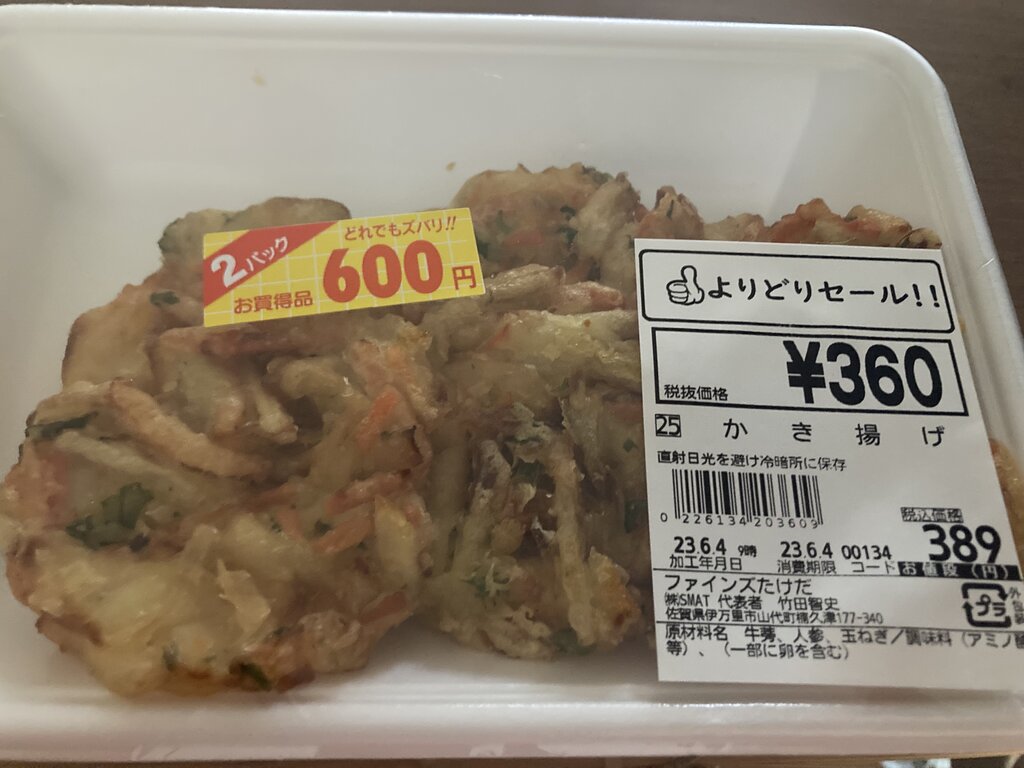 どれでもズバリ!!
2パック
お買得品 600円
よりどりセール!!
税抜価格 ¥360
25 かき揚げ
直射日光を避け冷暗所に保存
0 226134 203609
税込価格
389
23.6.4 9時 23.6.4 00134
加工年月日 消費期限 コード お値段(円)
ファインズたけだ
㈱SMAT 代表者 竹田智史
佐賀県伊万里市山代町楠久津177-340
プラ
外包装
原材料名 牛蒡、人参、玉ねぎ/調味料(アミノ酸
等)、(一部に卵を含む)